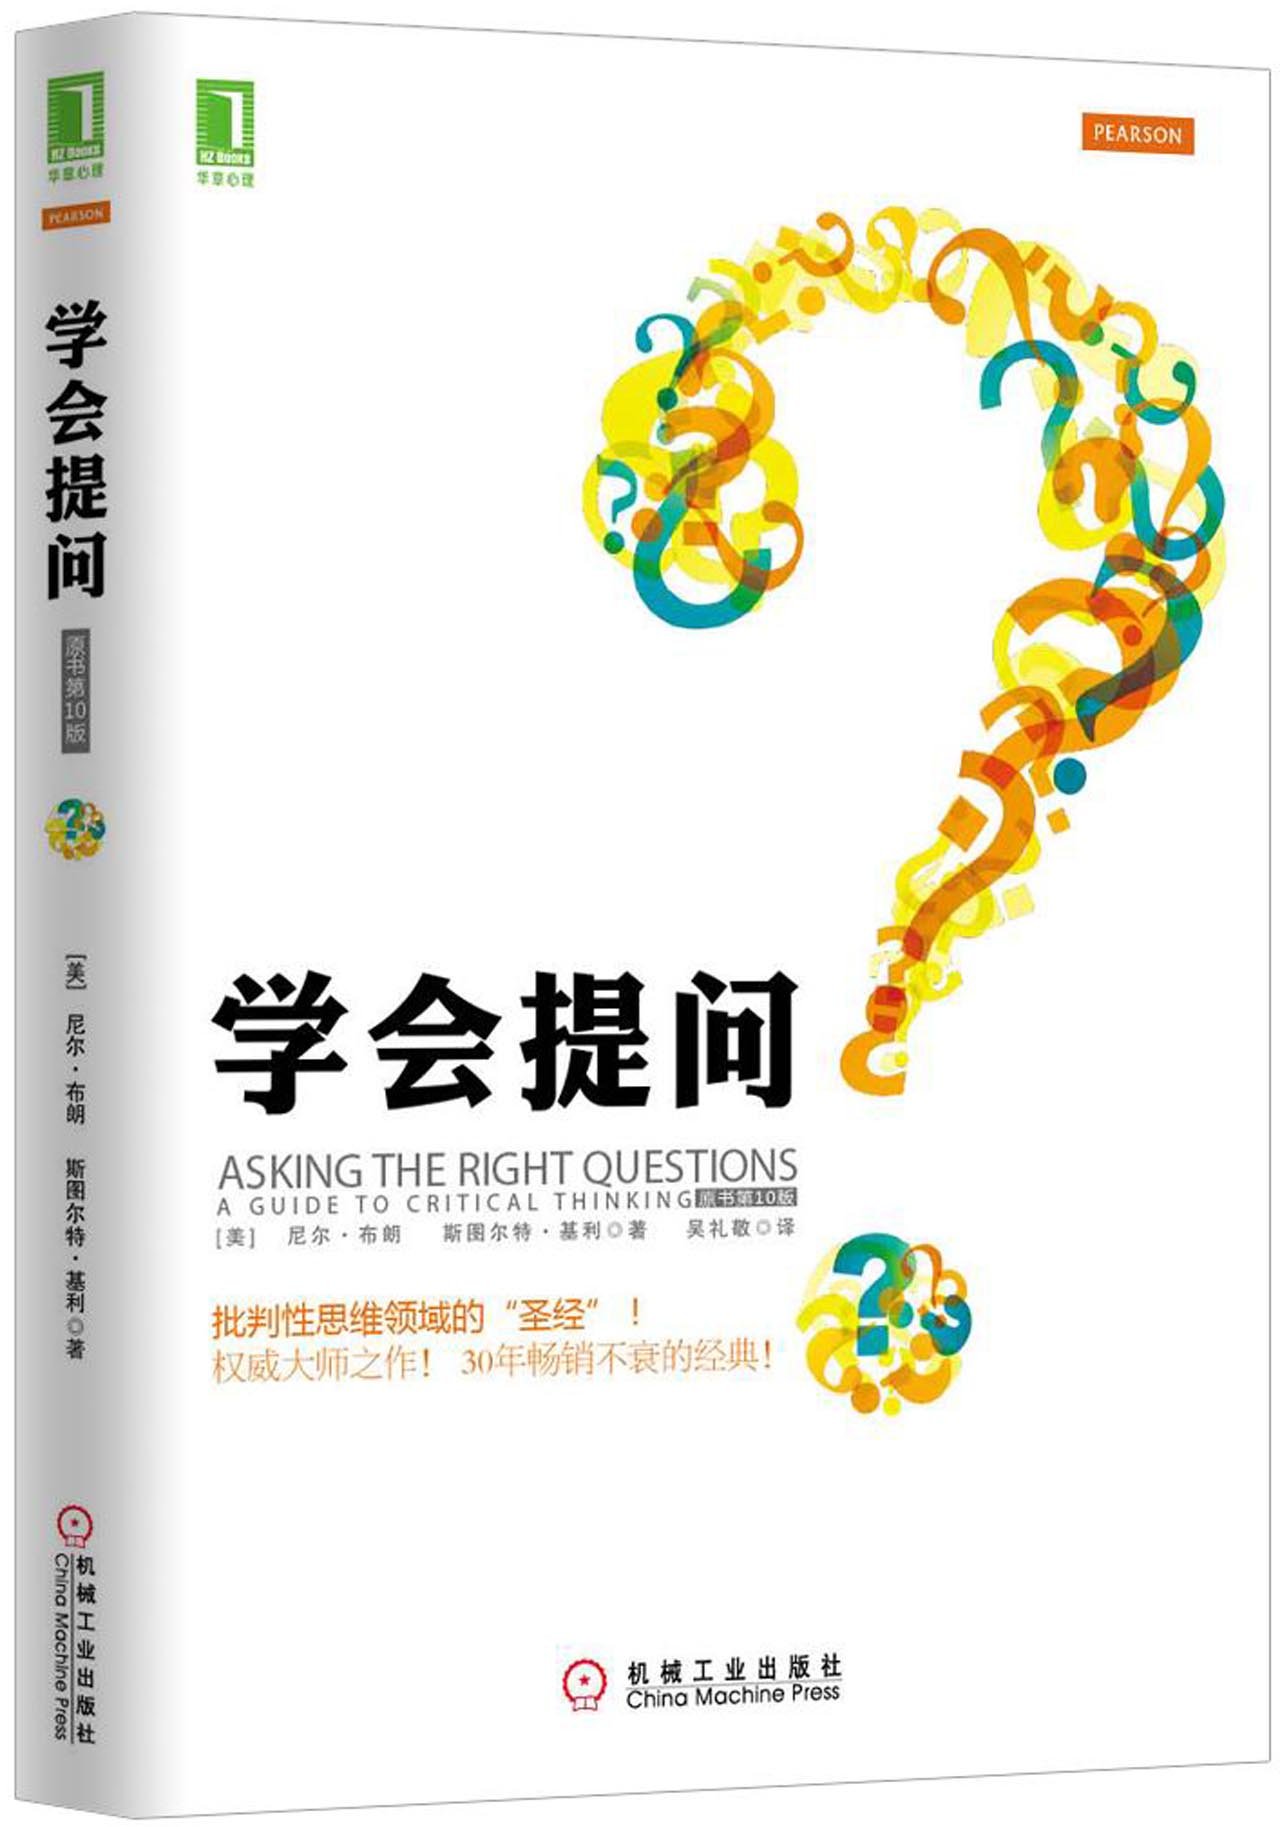 HZ Books
华章心理
PEARSON
学会提问
原书第10版
[美] 尼尔·布朗 斯图尔特·基利◎著
机械工业出版社
China Machine Press
HZ Books
华章心理
PEARSON
学会提问
ASKING THE RIGHT QUESTIONS
A GUIDE TO CRITICAL THINKING 原书第10版
[美] 尼尔·布朗 斯图尔特·基利◎著 吴礼敬◎译
批判性思维领域的“圣经”！
权威大师之作！ 30年畅销不衰的经典！
机械工业出版社
China Machine Press